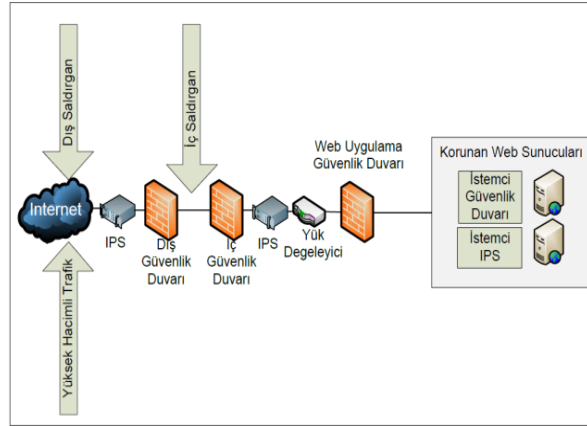 Dış Saldırgan
İç Saldırgan
Web Uygulama
Güvenlik Duvarı
Korunan Web Sunucuları
İstemci
Güvenlik
Duvarı
İstemci
IPS
Internet
IPS
Dış
Güvenlik
Duvarı
İç
Güvenlik
Duvarı
IPS
Yük
Degeleyici
Yüksek Hacimli Trafik